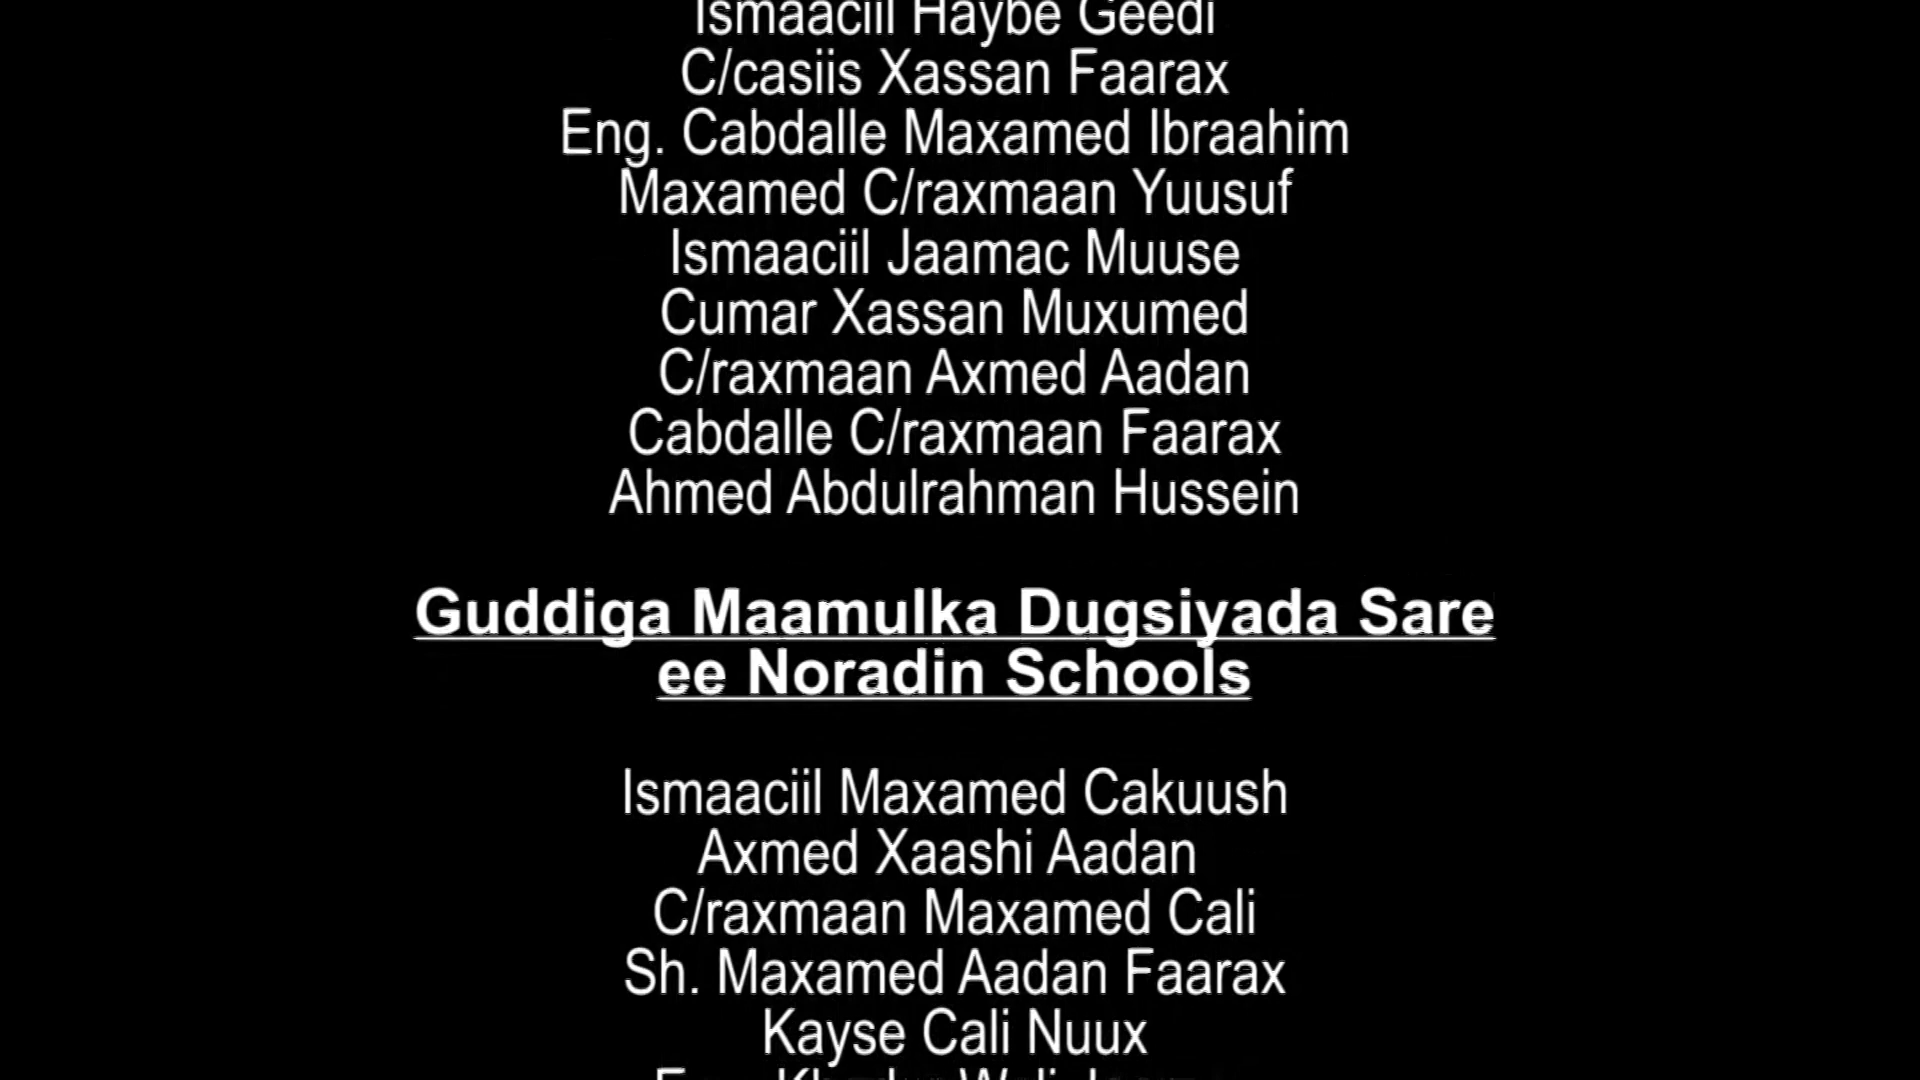 Ismaaciil Haybe Geedi
C/casiis Xassan Faarax
Eng. Cabdalle Maxamed Ibraahim
Maxamed C/raxmaan Yuusuf
Ismaaciil Jaamac Muuse
Cumar Xassan Muxumed
C/raxmaan Axmed Aadan
Cabdalle C/raxmaan Faarax
Ahmed Abdulrahman Hussein
Guddiga Maamulka Dugsiyada Sare
ee Noradin Schools
Ismaaciil Maxamed Cakuush
Axmed Xaashi Aadan
C/raxmaan Maxamed Cali
Sh. Maxamed Aadan Faarax
Kayse Cali Nuux